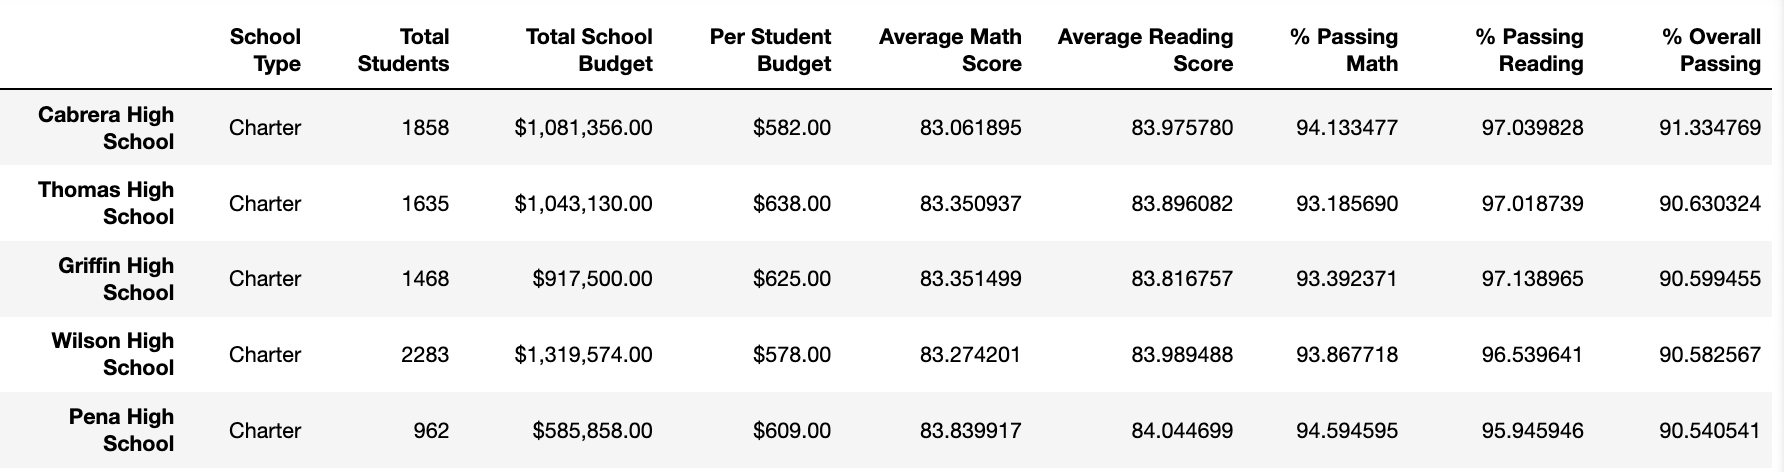 School Type Total Students Total School Budget Per Student Budget Average Math Score Average Reading Score % Passing Math % Passing Reading % Overall Passing
Cabrera High School Charter 1858 $1,081,356.00 $582.00 83.061895 83.975780 94.133477 97.039828 91.334769
Thomas High School Charter 1635 $1,043,130.00 $638.00 83.350937 83.896082 93.185690 97.018739 90.630324
Griffin High School Charter 1468 $917,500.00 $625.00 83.351499 83.816757 93.392371 97.138965 90.599455
Wilson High School Charter 2283 $1,319,574.00 $578.00 83.274201 83.989488 93.867718 96.539641 90.582567
Pena High School Charter 962 $585,858.00 $609.00 83.839917 84.044699 94.594595 95.945946 90.540541